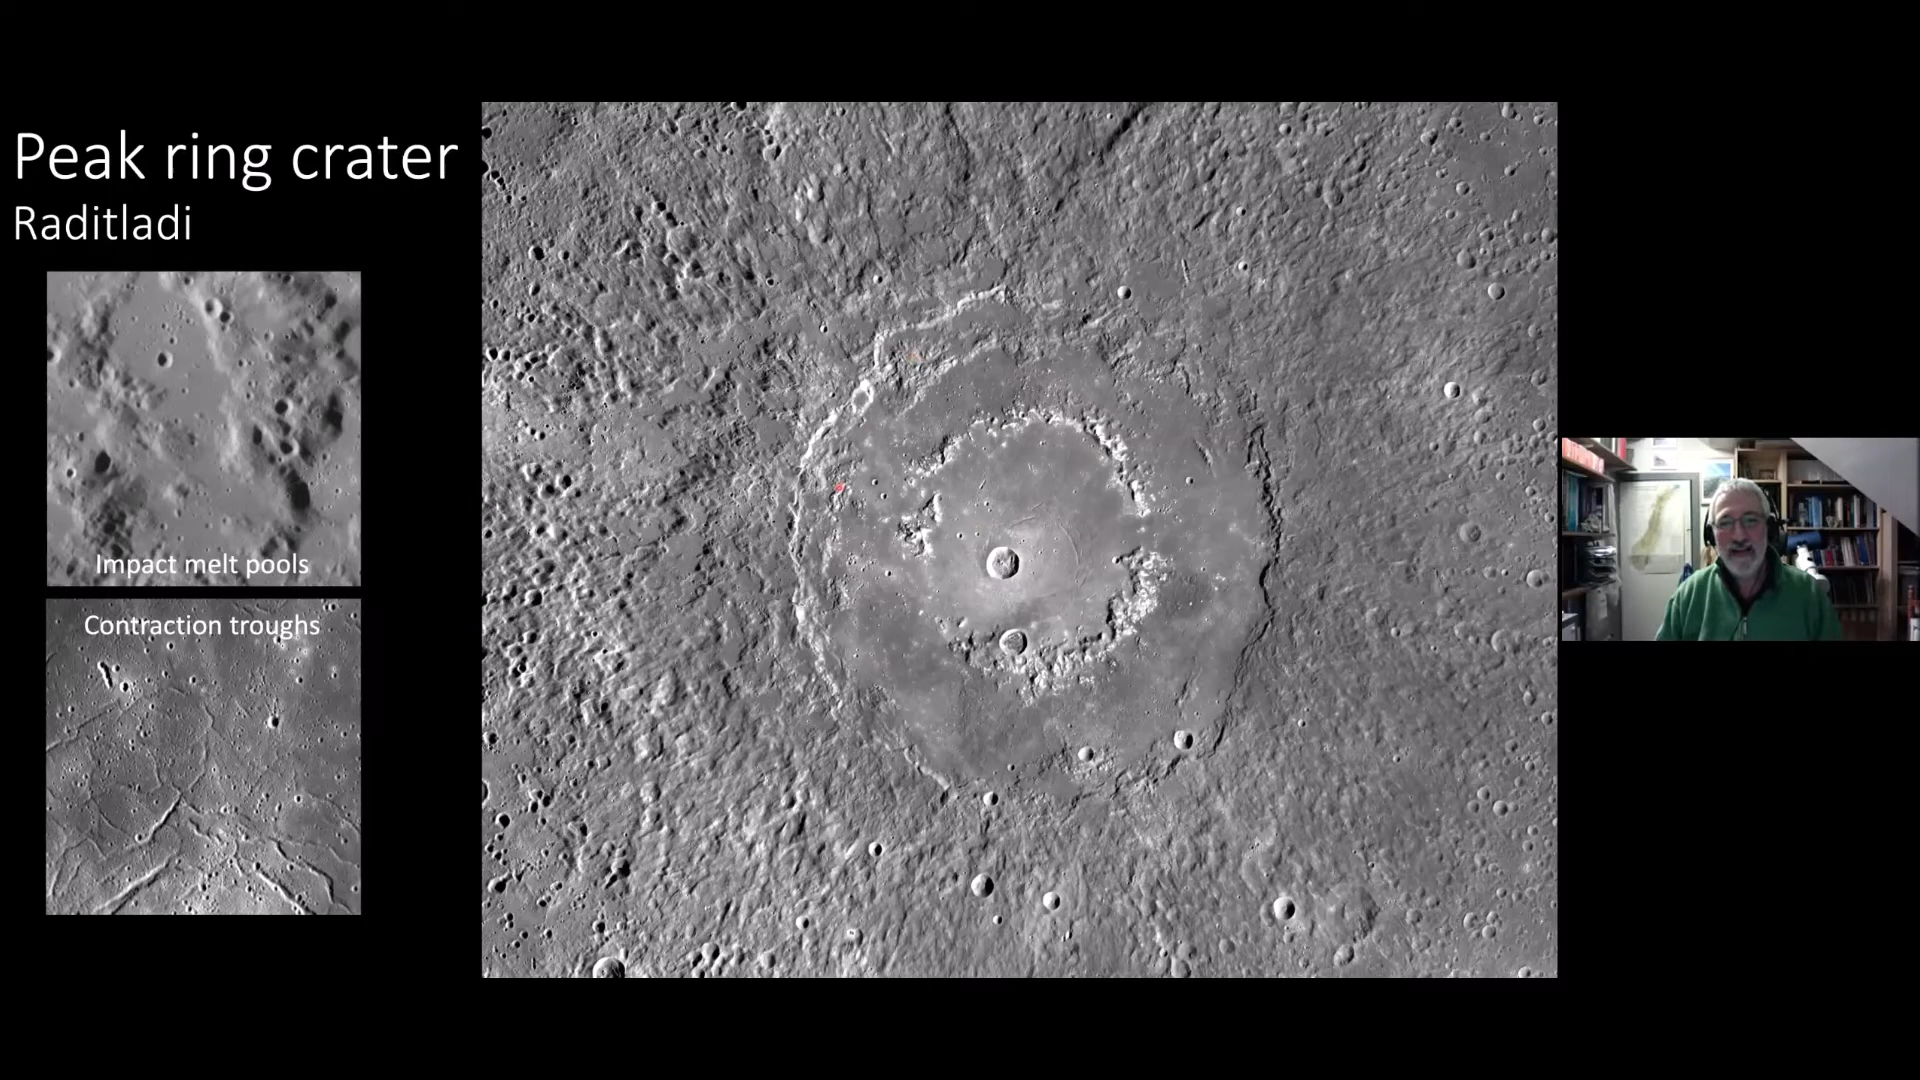 Peak ring crater
Raditladi
Impact melt pools
Contraction troughs